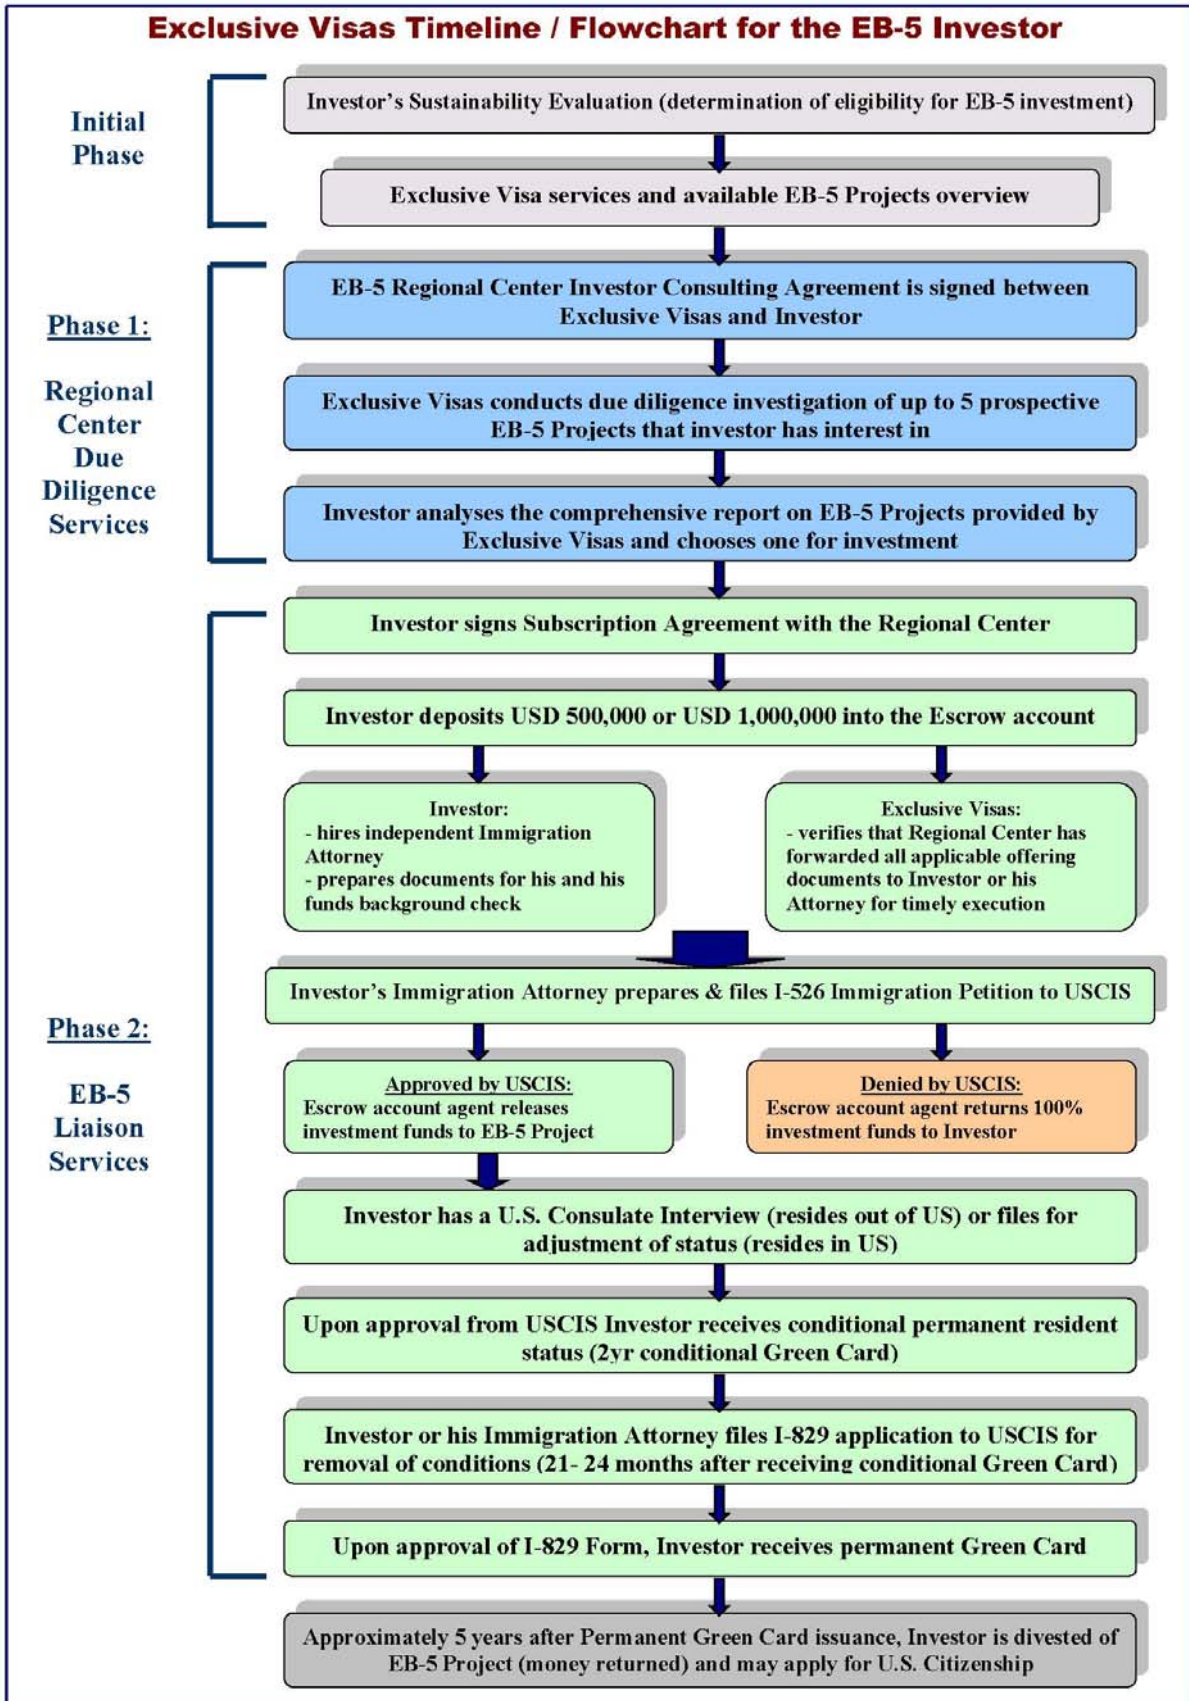 Exclusive Visas Timeline / Flowchart for the EB-5 Investor
Initial
Phase
Investor's Sustainability Evaluation (determination of eligibility for EB-5 investment)
Exclusive Visa services and available EB-5 Projects overview
Phase 1:
Regional
Center
Due
Diligence
Services
EB-5 Regional Center Investor Consulting Agreement is signed between
Exclusive Visas and Investor
Exclusive Visas conducts due diligence investigation of up to 5 prospective
EB-5 Projects that investor has interest in
Investor analyses the comprehensive report on EB-5 Projects provided by
Exclusive Visas and chooses one for investment
Phase 2:
EB-5
Liaison
Services
Investor signs Subscription Agreement with the Regional Center
Investor deposits USD 500,000 or USD 1,000,000 into the Escrow account
Investor:
- hires independent Immigration
Attorney
- prepares documents for his and his
funds background check
Exclusive Visas:
- verifies that Regional Center has
forwarded all applicable offering
documents to Investor or his
Attorney for timely execution
Investor's Immigration Attorney prepares & files I-526 Immigration Petition to USCIS
Approved by USCIS:
Escrow account agent releases
investment funds to EB-5 Project
Denied by USCIS:
Escrow account agent returns 100%
investment funds to Investor
Investor has a U.S. Consulate Interview (resides out of US) or files for
adjustment of status (resides in US)
Upon approval from USCIS Investor receives conditional permanent resident
status (2yr conditional Green Card)
Investor or his Immigration Attorney files I-829 application to USCIS for
removal of conditions (21- 24 months after receiving conditional Green Card)
Upon approval of I-829 Form, Investor receives permanent Green Card
Approximately 5 years after Permanent Green Card issuance, Investor is divested of
EB-5 Project (money returned) and may apply for U.S. Citizenship